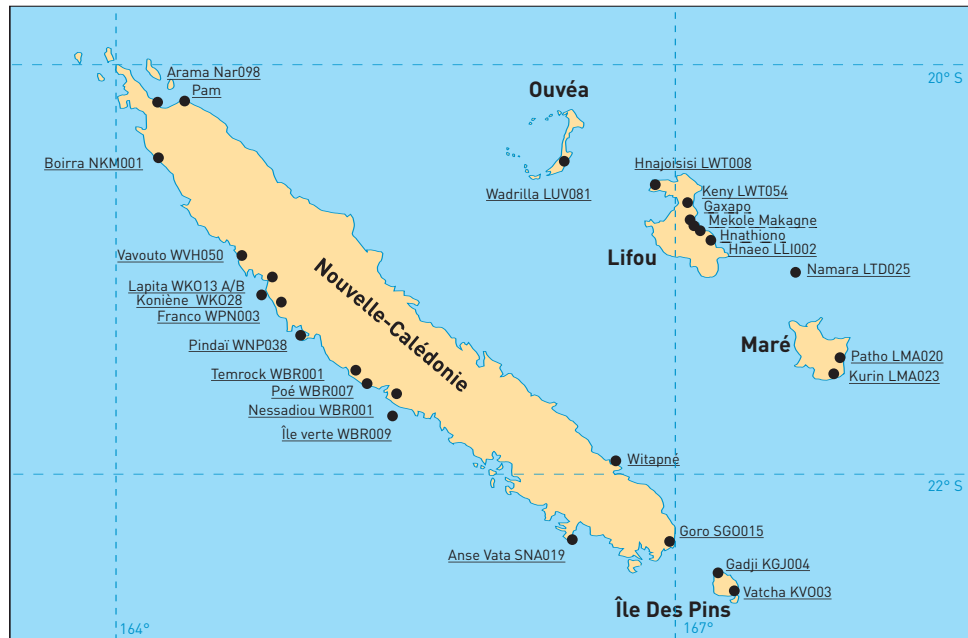 Arama Nar098
Pam
20° S
Ouvéa
Boirra NKM001
Hnajoisisi LWT008
Wadrilla LUV081
Keny LWT054
Gaxapo
Mekole Makagne
Hnathiono
Hnaeo LLI002
Vavouto WVH050
Lifou
Namara LTD025
Nouvelle-Calédonie
Lapita WKO13 A/B
Koniène WKO28
Franco WPN003
Pindaï WNP038
Maré
Patho LMA020
Kurin LMA023
Temrock WBR001
Poé WBR007
Nessadiou WBR001
Île verte WBR009
Witapné
22° S
Goro SGO015
Anse Vata SNA019
Gadji KGJ004
Vatcha KVO03
Île Des Pins
164°
167°